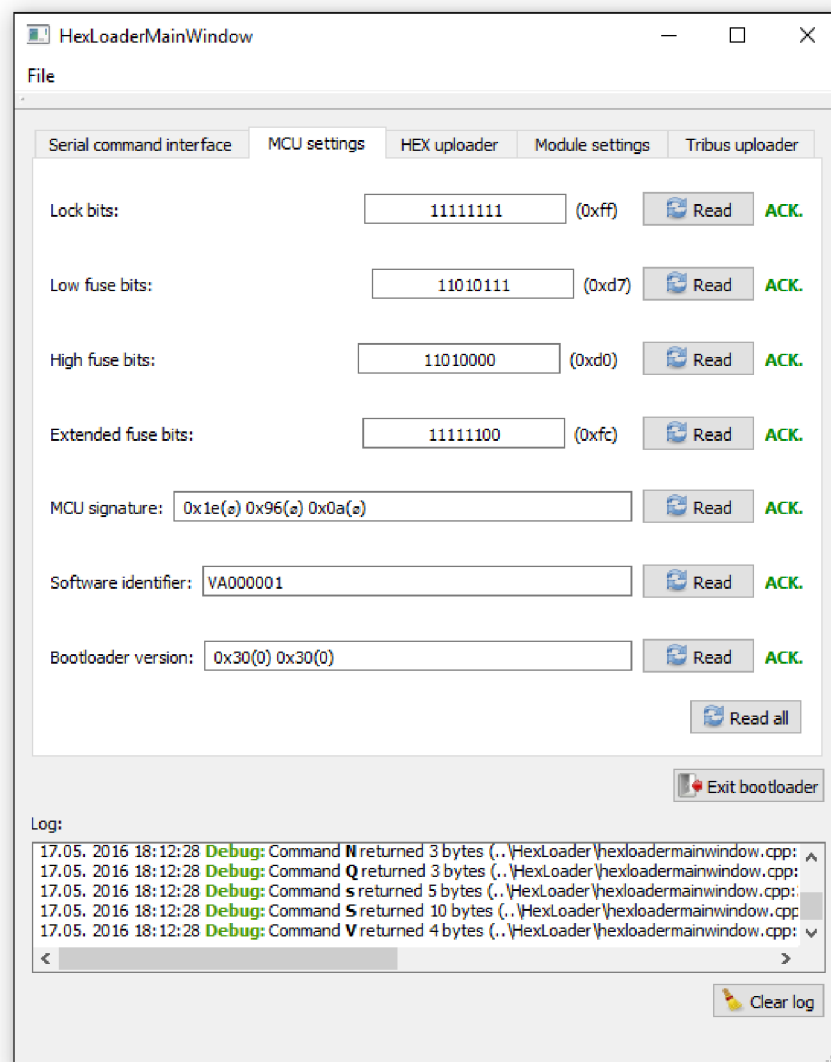 HexLoaderMainWindow
File
Serial command interface MCU settings HEX uploader Module settings Tribus uploader
Lock bits: 11111111 (0xff) Read ACK.
Low fuse bits: 11010111 (0xd7) Read ACK.
High fuse bits: 11010000 (0xd0) Read ACK.
Extended fuse bits: 11111100 (0xfc) Read ACK.
MCU signature: 0x1e(ø) 0x96(ø) 0x0a(ø) Read ACK.
Software identifier: VA000001 Read ACK.
Bootloader version: 0x30(0) 0x30(0) Read ACK.
Read all
Exit bootloader
Log:
17.05. 2016 18:12:28 Debug: Command N returned 3 bytes (..\HexLoader\hexloadermainwindow.cpp:
17.05. 2016 18:12:28 Debug: Command Q returned 3 bytes (..\HexLoader\hexloadermainwindow.cpp:
17.05. 2016 18:12:28 Debug: Command s returned 5 bytes (..\HexLoader\hexloadermainwindow.cpp:
17.05. 2016 18:12:28 Debug: Command S returned 10 bytes (..\HexLoader\hexloadermainwindow.cpp
17.05. 2016 18:12:28 Debug: Command V returned 4 bytes (..\HexLoader\hexloadermainwindow.cpp:
Clear log